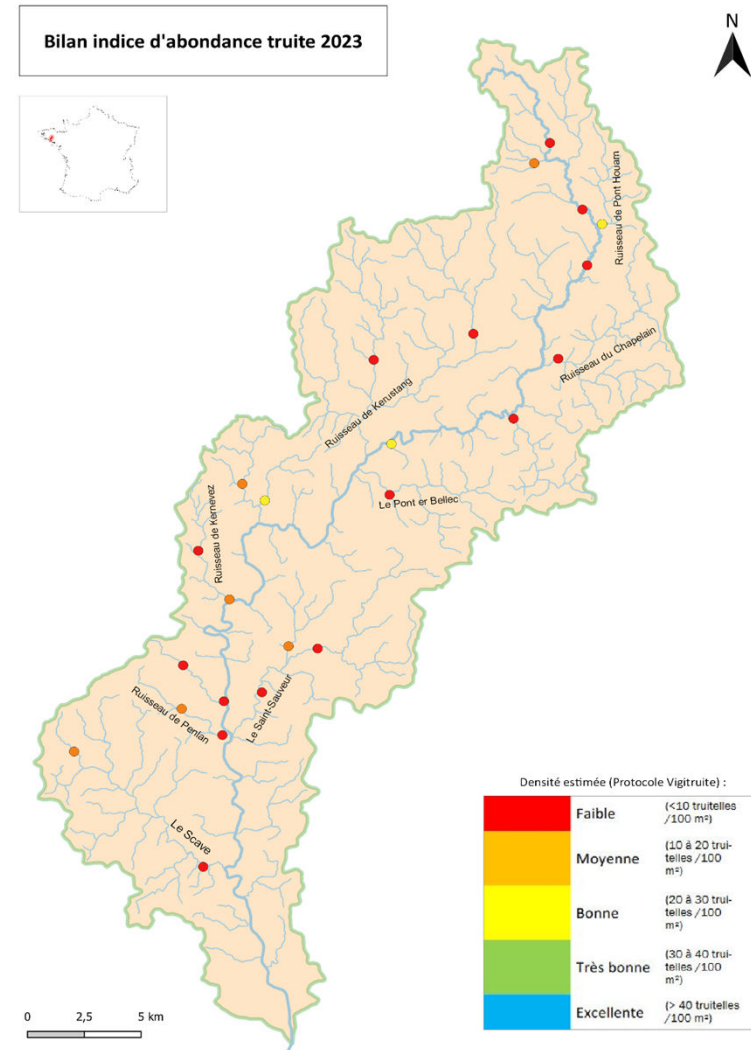 Bilan indice d'abondance truite 2023
N
Ruisseau de Pont Houam
Ruisseau du Chapelain
Ruisseau de Kerustang
Le Pont er Bellec
Ruisseau de Kernevez
Le Saint-Sauveur
Ruisseau de Penlan
Le Scave
Densité estimée (Protocole Vigitruite) :
Faible
(<10 truitelles
/100 m²)
Moyenne
(10 à 20 trui-
telles /100
m²)
Bonne
(20 à 30 trui-
telles /100
m²)
Très bonne
(30 à 40 trui-
telles /100
m²)
Excellente
(> 40 truitelles
/100 m²)
0 2,5 5 km